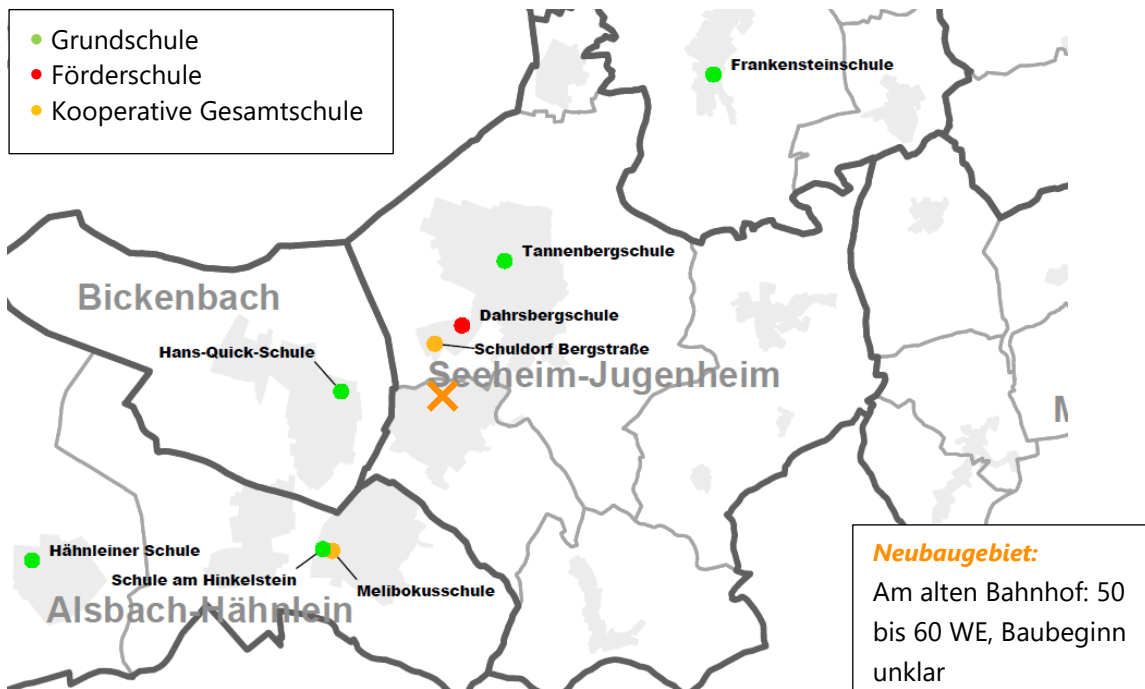 Grundschule
Förderschule
Kooperative Gesamtschule
Frankensteinschule
Tannenbergschule
Bickenbach
Dahrsbergschule
Hans-Quick-Schule
Schuldorf Bergstraße
Seeheim-Jugenheim
M
Hähnleiner Schule
Schule am Hinkelstein
Melibokusschule
Alsbach-Hähnlein
Neubaugebiet:
Am alten Bahnhof: 50
bis 60 WE, Baubeginn
unklar